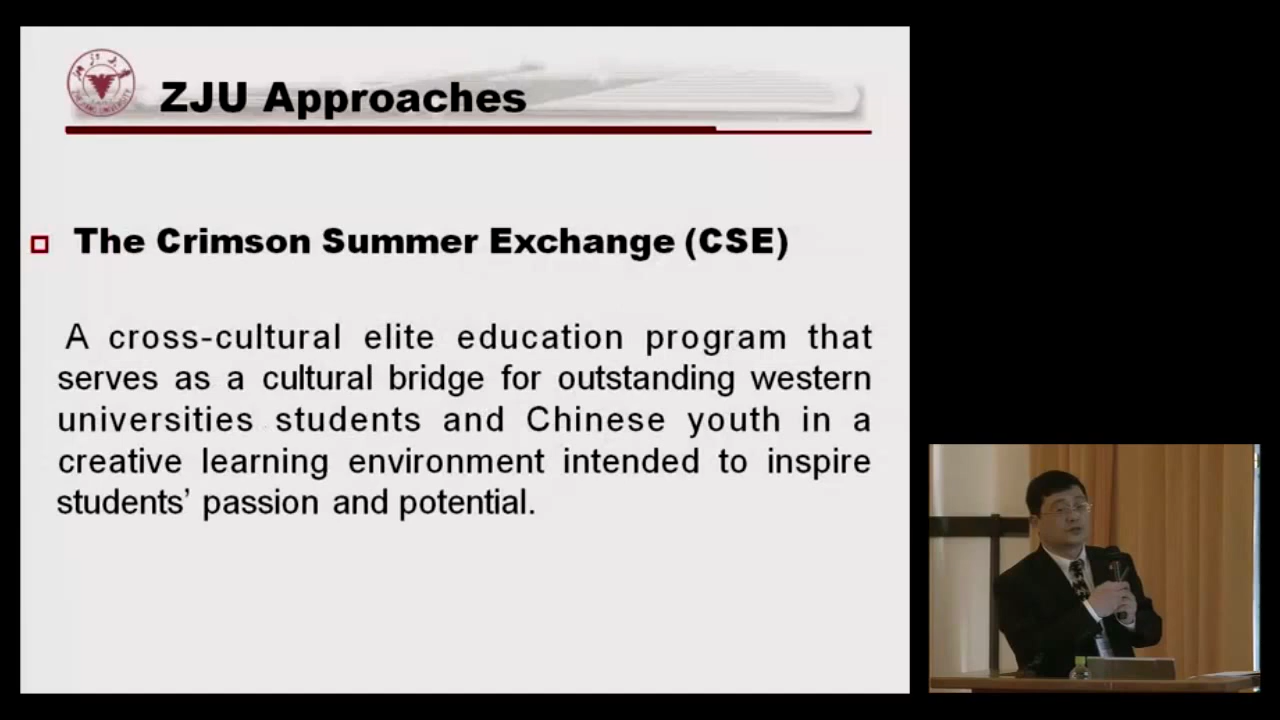 ZJU Approaches
The Crimson Summer Exchange (CSE)
A cross-cultural elite education program that
serves as a cultural bridge for outstanding western
universities students and Chinese youth in a
creative learning environment intended to inspire
students’ passion and potential.